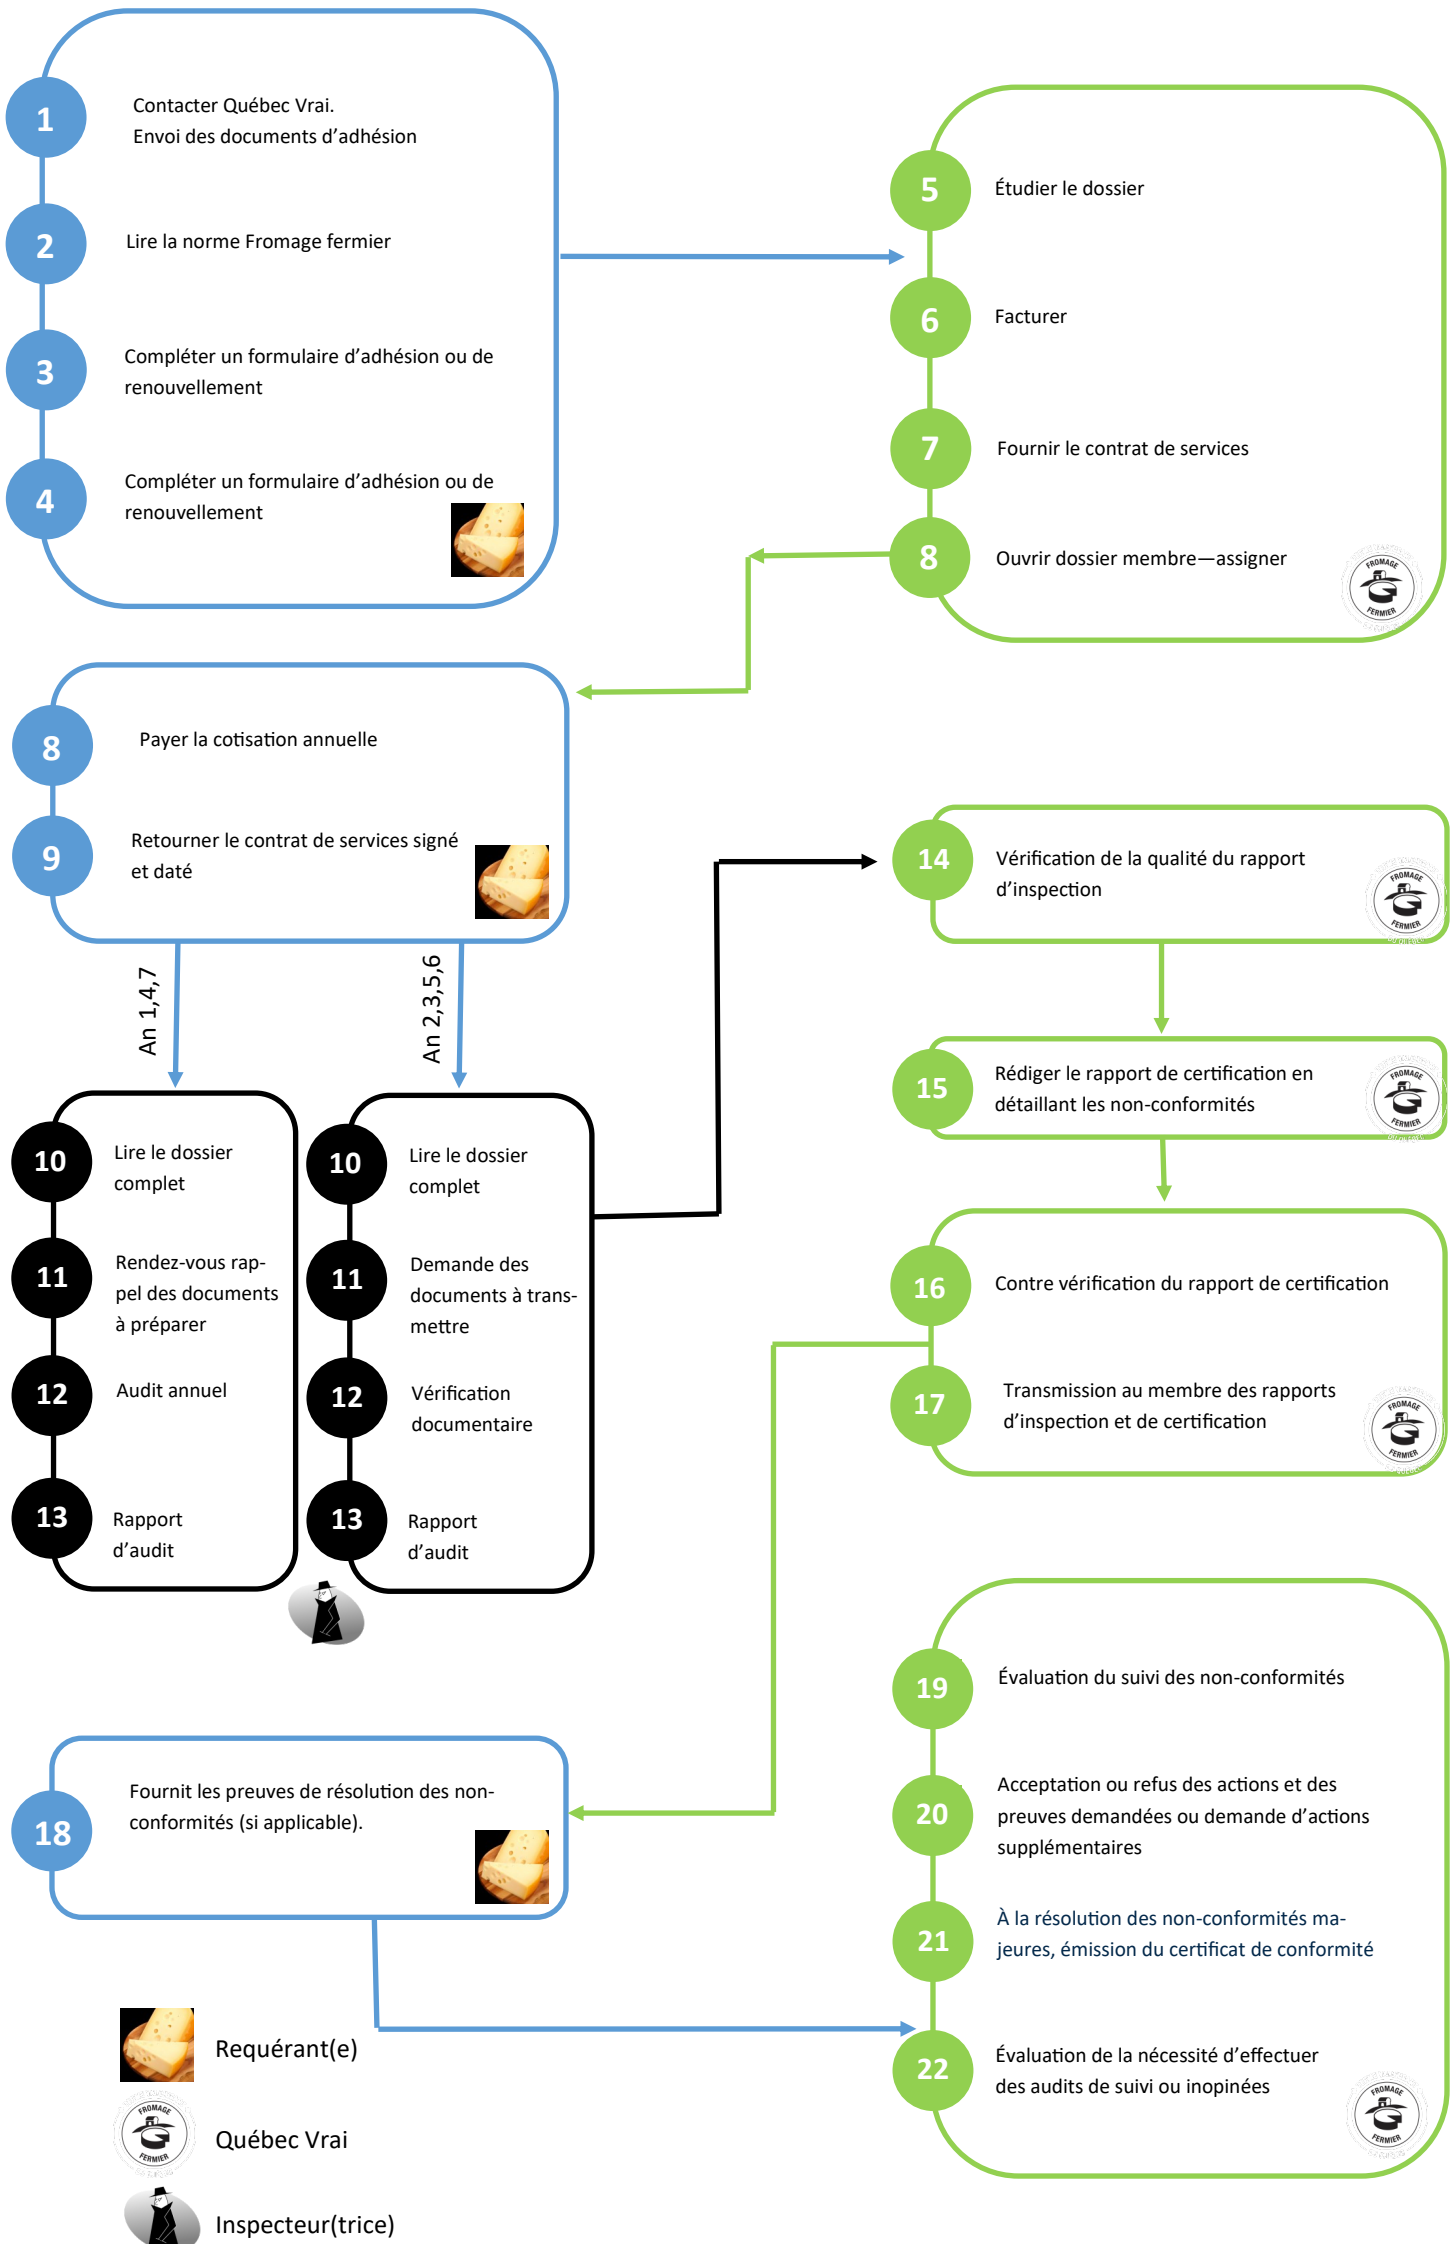 1
Contacter Québec Vrai.
Envoi des documents d’adhésion
2
Lire la norme Fromage fermier
3
Compléter un formulaire d’adhésion ou de
renouvellement
4
Compléter un formulaire d’adhésion ou de
renouvellement
5
Étudier le dossier
6
Facturer
7
Fournir le contrat de services
8
Ouvrir dossier membre—assigner
FROMAGE
FERMIER
8
Payer la cotisation annuelle
9
Retourner le contrat de services signé
et daté
An 1,4,7
An 2,3,5,6
10
Lire le dossier
complet
11
Rendez-vous rap-
pel des documents
à préparer
12
Audit annuel
13
Rapport
d’audit
10
Lire le dossier
complet
11
Demande des
documents à trans-
mettre
12
Vérification
documentaire
13
Rapport
d’audit
14
Vérification de la qualité du rapport
d’inspection
FROMAGE
FERMIER
15
Rédiger le rapport de certification en
détaillant les non-conformités
FROMAGE
FERMIER
16
Contre vérification du rapport de certification
17
Transmission au membre des rapports
d’inspection et de certification
FROMAGE
FERMIER
18
Fournit les preuves de résolution des non-
conformités (si applicable).
19
Évaluation du suivi des non-conformités
20
Acceptation ou refus des actions et des
preuves demandées ou demande d’actions
supplémentaires
21
À la résolution des non-conformités ma-
jeures, émission du certificat de conformité
22
Évaluation de la nécessité d’effectuer
des audits de suivi ou inopinées
FROMAGE
FERMIER
Requérant(e)
FROMAGE
FERMIER
Québec Vrai
Inspecteur(trice)